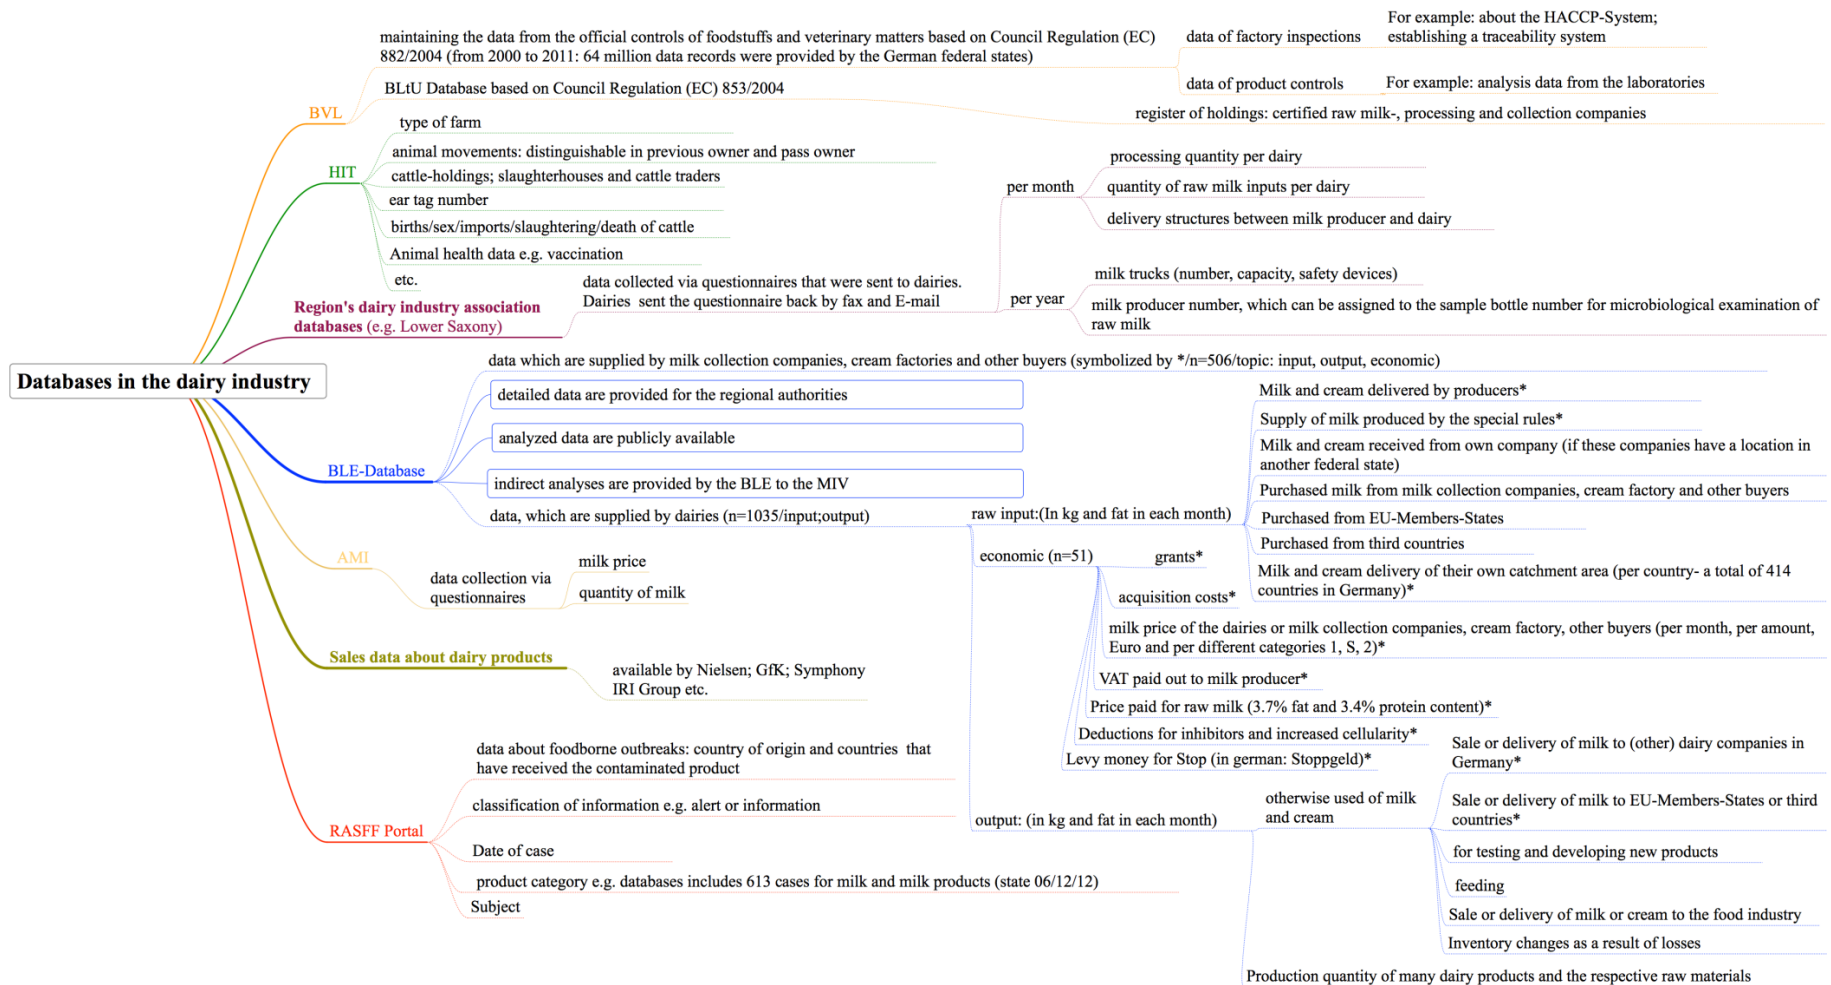 Databases in the dairy industry
BVL
maintaining the data from the official controls of foodstuffs and veterinary matters based on Council Regulation (EC)
882/2004 (from 2000 to 2011: 64 million data records were provided by the German federal states)
data of factory inspections
For example: about the HACCP-System;
establishing a traceability system
data of product controls
For example: analysis data from the laboratories
BLtU Database based on Council Regulation (EC) 853/2004
register of holdings: certified raw milk-, processing and collection companies
HIT
type of farm
animal movements: distinguishable in previous owner and pass owner
cattle-holdings; slaughterhouses and cattle traders
ear tag number
births/sex/imports/slaughtering/death of cattle
Animal health data e.g. vaccination
etc.
Region's dairy industry association
databases (e.g. Lower Saxony)
data collected via questionnaires that were sent to dairies.
Dairies  sent the questionnaire back by fax and E-mail
per month
processing quantity per dairy
quantity of raw milk inputs per dairy
delivery structures between milk producer and dairy
per year
milk trucks (number, capacity, safety devices)
milk producer number, which can be assigned to the sample bottle number for microbiological examination of
raw milk
BLE-Database
data which are supplied by milk collection companies, cream factories and other buyers (symbolized by */n=506/topic: input, output, economic)
detailed data are provided for the regional authorities
analyzed data are publicly available
indirect analyses are provided by the BLE to the MIV
data, which are supplied by dairies (n=1035/input;output)
raw input:(In kg and fat in each month)
Milk and cream delivered by producers*
Supply of milk produced by the special rules*
Milk and cream received from own company (if these companies have a location in
another federal state)
Purchased milk from milk collection companies, cream factory and other buyers
Purchased from EU-Members-States
Purchased from third countries
Milk and cream delivery of their own catchment area (per country- a total of 414
countries in Germany)*
economic (n=51)
grants*
acquisition costs*
milk price of the dairies or milk collection companies, cream factory, other buyers (per month, per amount,
Euro and per different categories 1, S, 2)*
VAT paid out to milk producer*
Price paid for raw milk (3.7% fat and 3.4% protein content)*
Deductions for inhibitors and increased cellularity*
Levy money for Stop (in german: Stoppgeld)*
output: (in kg and fat in each month)
otherwise used of milk
and cream
Sale or delivery of milk to (other) dairy companies in
Germany*
Sale or delivery of milk to EU-Members-States or third
countries*
for testing and developing new products
feeding
Sale or delivery of milk or cream to the food industry
Inventory changes as a result of losses
Production quantity of many dairy products and the respective raw materials
AMI
data collection via
questionnaires
milk price
quantity of milk
Sales data about dairy products
available by Nielsen; GfK; Symphony
IRI Group etc.
RASFF Portal
data about foodborne outbreaks: country of origin and countries  that
have received the contaminated product
classification of information e.g. alert or information
Date of case
product category e.g. databases includes 613 cases for milk and milk products (state 06/12/12)
Subject